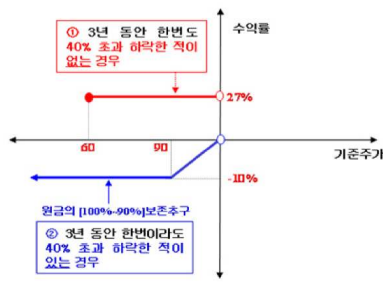 수익률
① 3년 동안 한번도
40% 초과 하락한 적이
없는 경우
27%
60
90
기준주가
-10%
원금의 [100%~90%]보존추구
② 3년 동안 한번이라도
40% 초과 하락한 적이
있는 경우